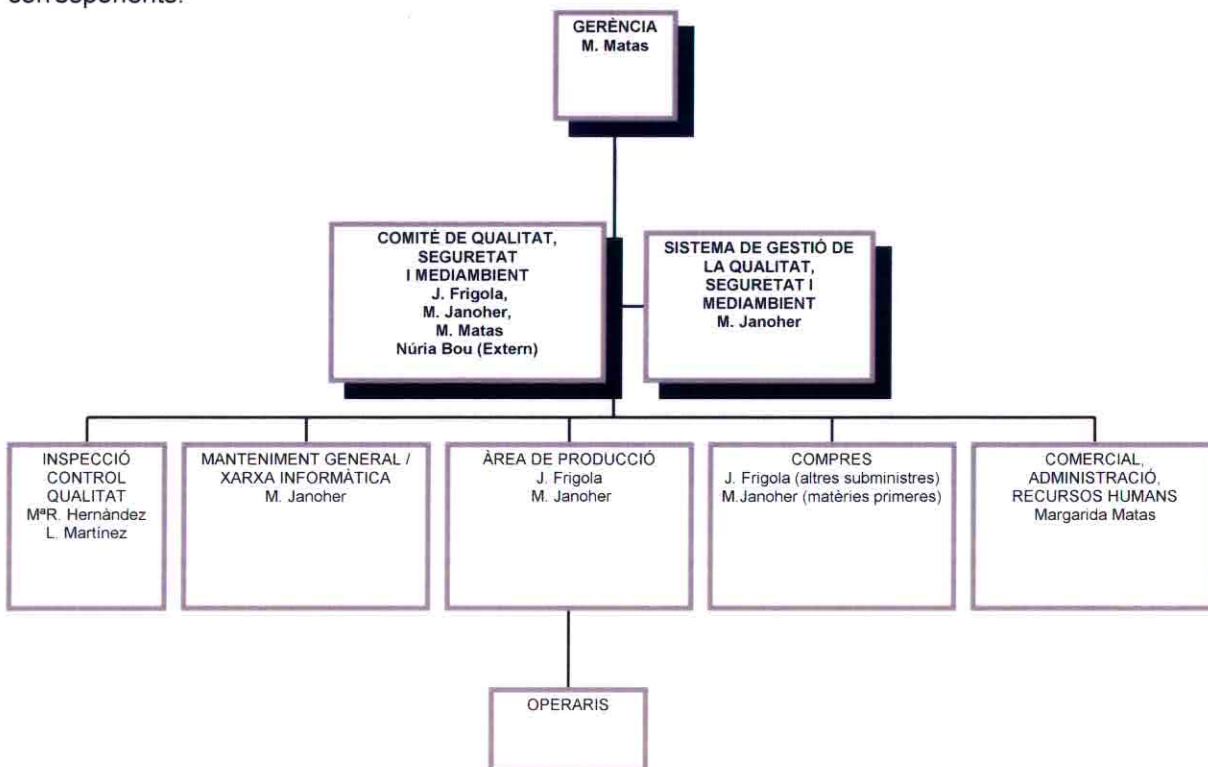 corresponents.
GERÈNCIA
M. Matas
COMITÉ DE QUALITAT,
SEGURETAT
I MEDIAMBIENT
J. Frigola,
M. Janoher,
M. Matas
Núria Bou (Extern)
SISTEMA DE GESTIÓ DE
LA QUALITAT,
SEGURETAT I
MEDIAMBIENT
M. Janoher
INSPECCIÓ
CONTROL
QUALITAT
MªR. Hernàndez
L. Martínez
MANTENIMENT GENERAL /
XARXA INFORMÀTICA
M. Janoher
ÀREA DE PRODUCCIÓ
J. Frigola
M. Janoher
COMPRES
J. Frigola (altres subministres)
M.Janoher (matèries primeres)
COMERCIAL,
ADMINISTRACIÓ,
RECURSOS HUMANS
Margarida Matas
OPERARIS